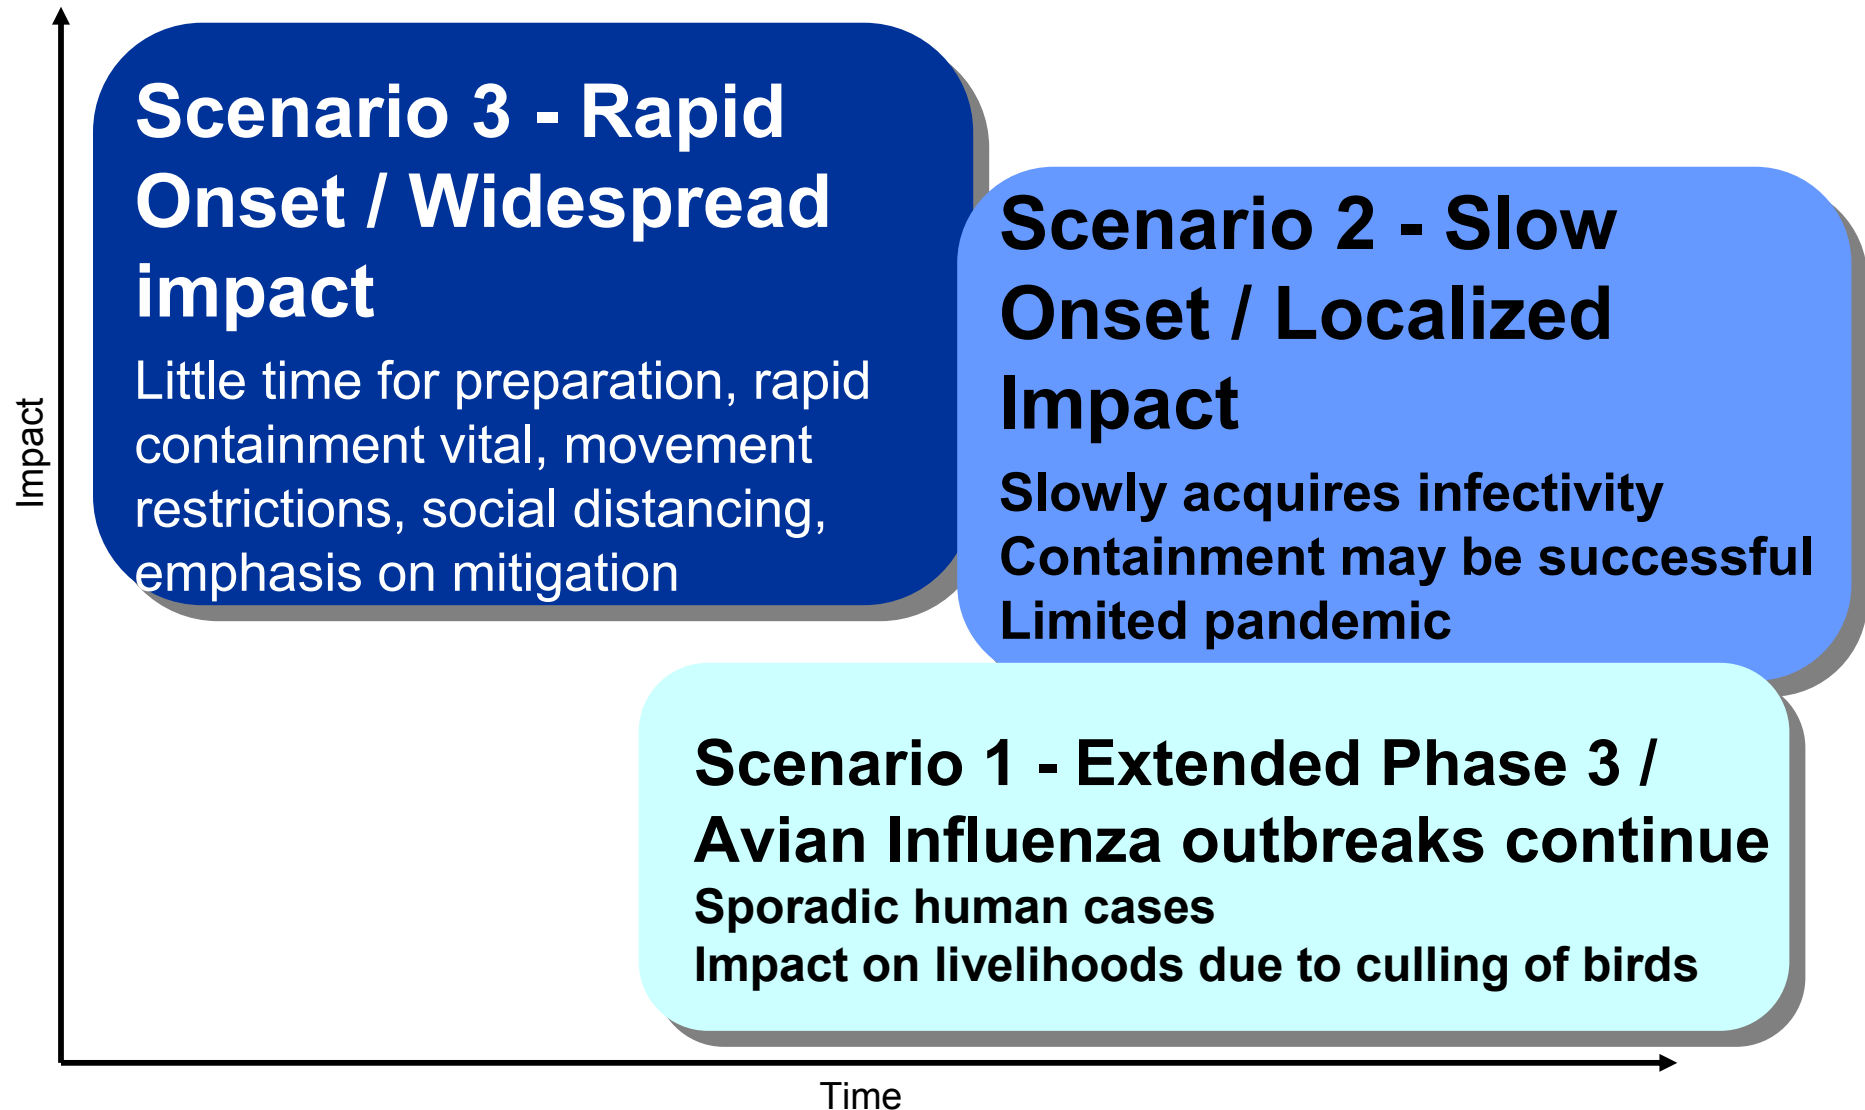 Scenario 3 - Rapid
Onset / Widespread
impact
Little time for preparation, rapid
containment vital, movement
restrictions, social distancing,
emphasis on mitigation
Scenario 2 - Slow
Onset / Localized
Impact
Slowly acquires infectivity
Containment may be successful
Limited pandemic
Scenario 1 - Extended Phase 3 /
Avian Influenza outbreaks continue
Sporadic human cases
Impact on livelihoods due to culling of birds
Impact
Time